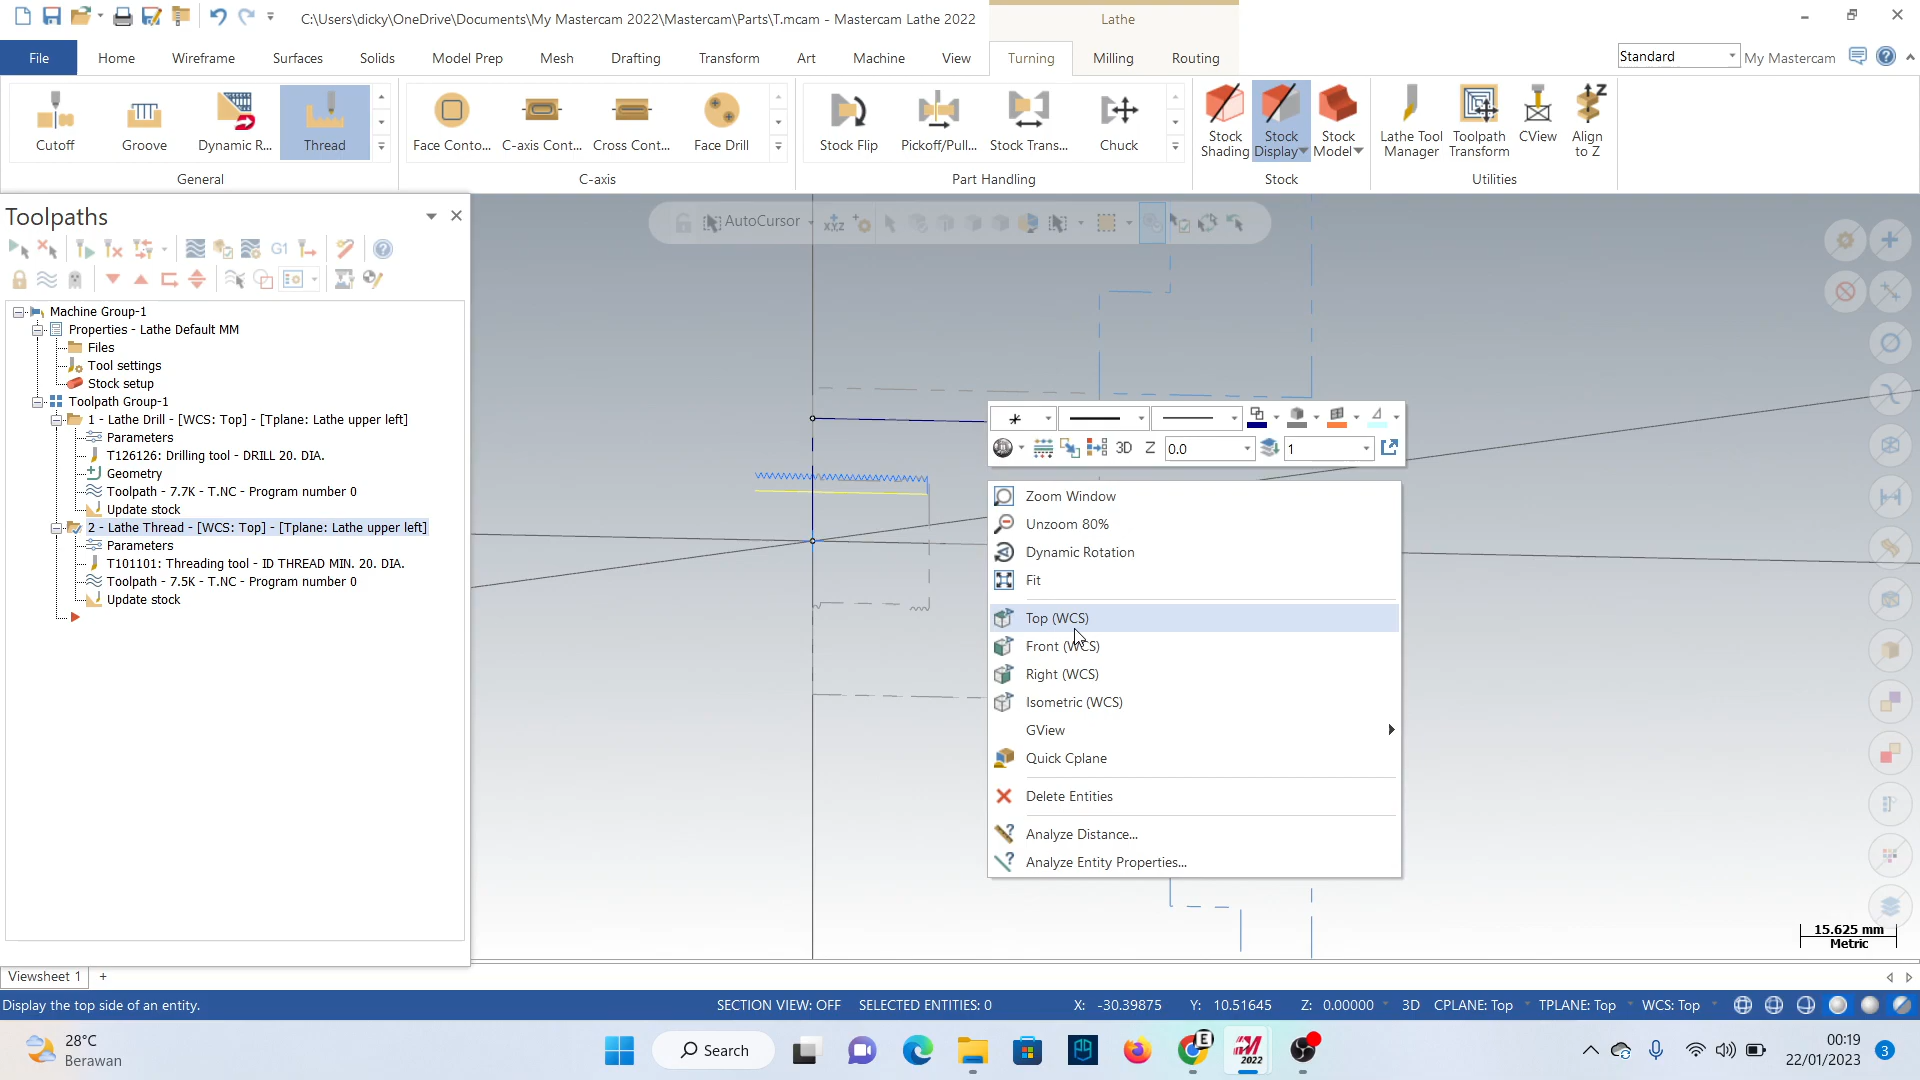 C:\Users\dicky\OneDrive\Documents\My Mastercam 2022\Mastercam\Parts\T.mcam - Mastercam Lathe 2022
Lathe
File Home Wireframe Surfaces Solids Model Prep Mesh Drafting Transform Art Machine View Turning Milling Routing
Standard My Mastercam
Cutoff Groove Dynamic R... Thread
Face Conto... C-axis Cont... Cross Cont... Face Drill
Stock Flip Pickoff/Pull... Stock Trans... Chuck
Stock Shading Stock Display Stock Model
Lathe Tool Manager Toolpath Transform CView Align to Z
General C-axis Part Handling Stock Utilities
Toolpaths
AutoCursor
G1
Machine Group-1
Properties - Lathe Default MM
Files
Tool settings
Stock setup
Toolpath Group-1
1 - Lathe Drill - [WCS: Top] - [Tplane: Lathe upper left]
Parameters
T126126: Drilling tool - DRILL 20. DIA.
Geometry
Toolpath - 7.7K - T.NC - Program number 0
Update stock
2 - Lathe Thread - [WCS: Top] - [Tplane: Lathe upper left]
Parameters
T101101: Threading tool - ID THREAD MIN. 20. DIA.
Toolpath - 7.5K - T.NC - Program number 0
Update stock
3D Z 0.0 1
Zoom Window
Unzoom 80%
Dynamic Rotation
Fit
Top (WCS)
Front (WCS)
Right (WCS)
Isometric (WCS)
GView
Quick Cplane
Delete Entities
Analyze Distance...
Analyze Entity Properties...
15.625 mm
Metric
Viewsheet 1 +
Display the top side of an entity.
SECTION VIEW: OFF SELECTED ENTITIES: 0 X: -30.39875 Y: 10.51645 Z: 0.00000 3D CPLANE: Top TPLANE: Top WCS: Top
28°C
Berawan
Search
2022
00:19
22/01/2023
3